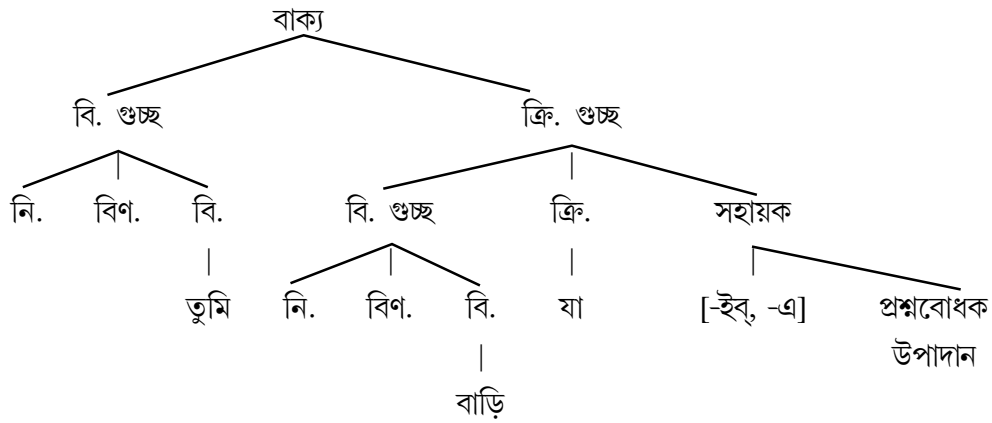 বাক্য
বি. গুচ্ছ ক্রি. গুচ্ছ
নি. বিণ. বি. বি. গুচ্ছ ক্রি. সহায়ক
তুমি নি. বিণ. বি. যা [-ইব্, -এ] প্রশ্নবোধক
উপাদান
বাড়ি